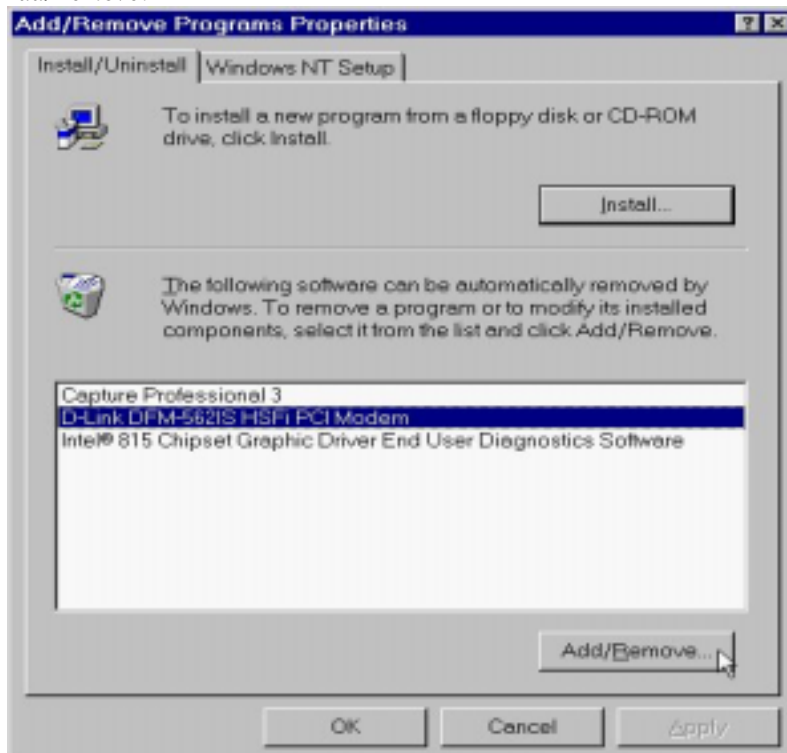 Add/Remove Programs Properties
Install/Uninstall
Windows NT Setup
To install a new program from a floppy disk or CD-ROM
drive, click Install.
Install...
The following software can be automatically removed by
Windows. To remove a program or to modify its installed
components, select it from the list and click Add/Remove.
Capture Professional 3
D-Link DFM-562IS HSFi PCI Modem
Intel® 815 Chipset Graphic Driver End User Diagnostics Software
Add/Remove...
OK
Cancel
Apply